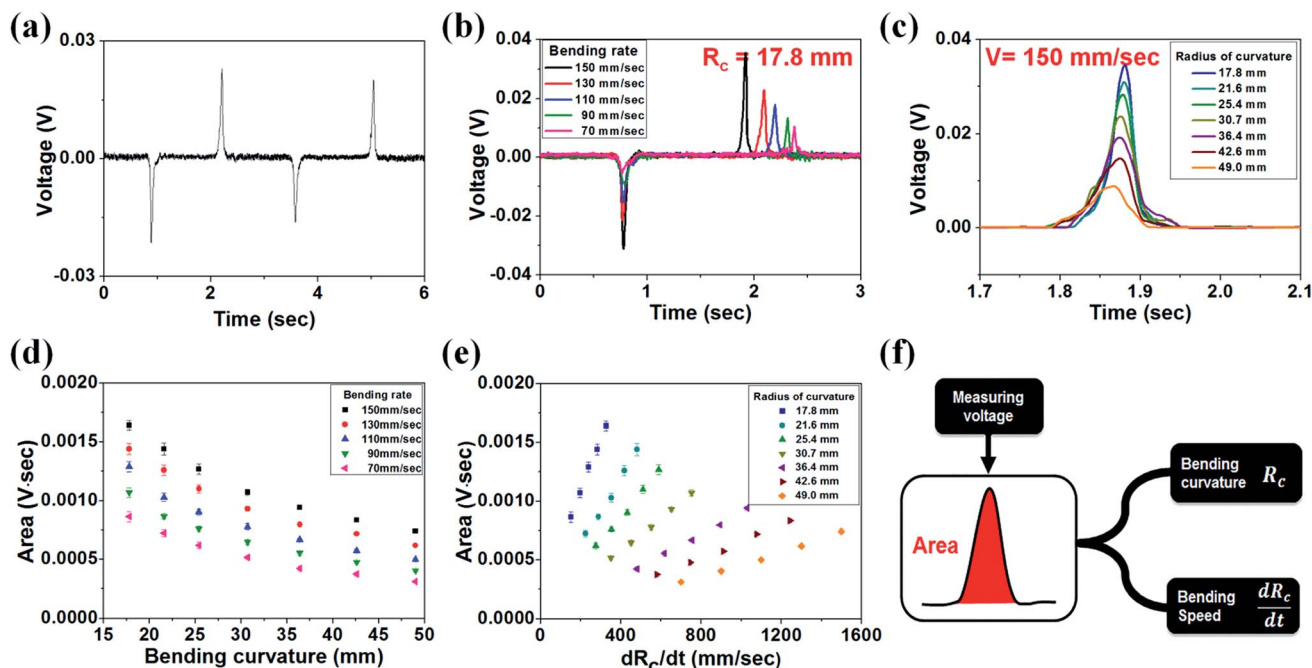 (a)
0.03
0.00
-0.03
Voltage (V)
0 2 4 6
Time (sec)
(b)
0.04
0.02
0.00
-0.02
-0.04
Voltage (V)
Bending rate
150 mm/sec
130 mm/sec
110 mm/sec
90 mm/sec
70 mm/sec
R_C = 17.8 mm
0 1 2 3
Time (sec)
(c)
0.04
0.02
0.00
Voltage (V)
V= 150 mm/sec
Radius of curvature
17.8 mm
21.6 mm
25.4 mm
30.7 mm
36.4 mm
42.6 mm
49.0 mm
1.7 1.8 1.9 2.0 2.1
Time (sec)
(d)
0.0020
0.0015
0.0010
0.0005
0.0000
Area (V·sec)
Bending rate
150mm/sec
130mm/sec
110mm/sec
90mm/sec
70mm/sec
15 20 25 30 35 40 45 50
Bending curvature (mm)
(e)
0.0020
0.0015
0.0010
0.0005
0.0000
Area (V·sec)
Radius of curvature
17.8 mm
21.6 mm
25.4 mm
30.7 mm
36.4 mm
42.6 mm
49.0 mm
0 400 800 1200 1600
dR_C/dt (mm/sec)
(f)
Measuring
voltage
Area
Bending
curvature R_c
Bending
Speed dR_c/dt